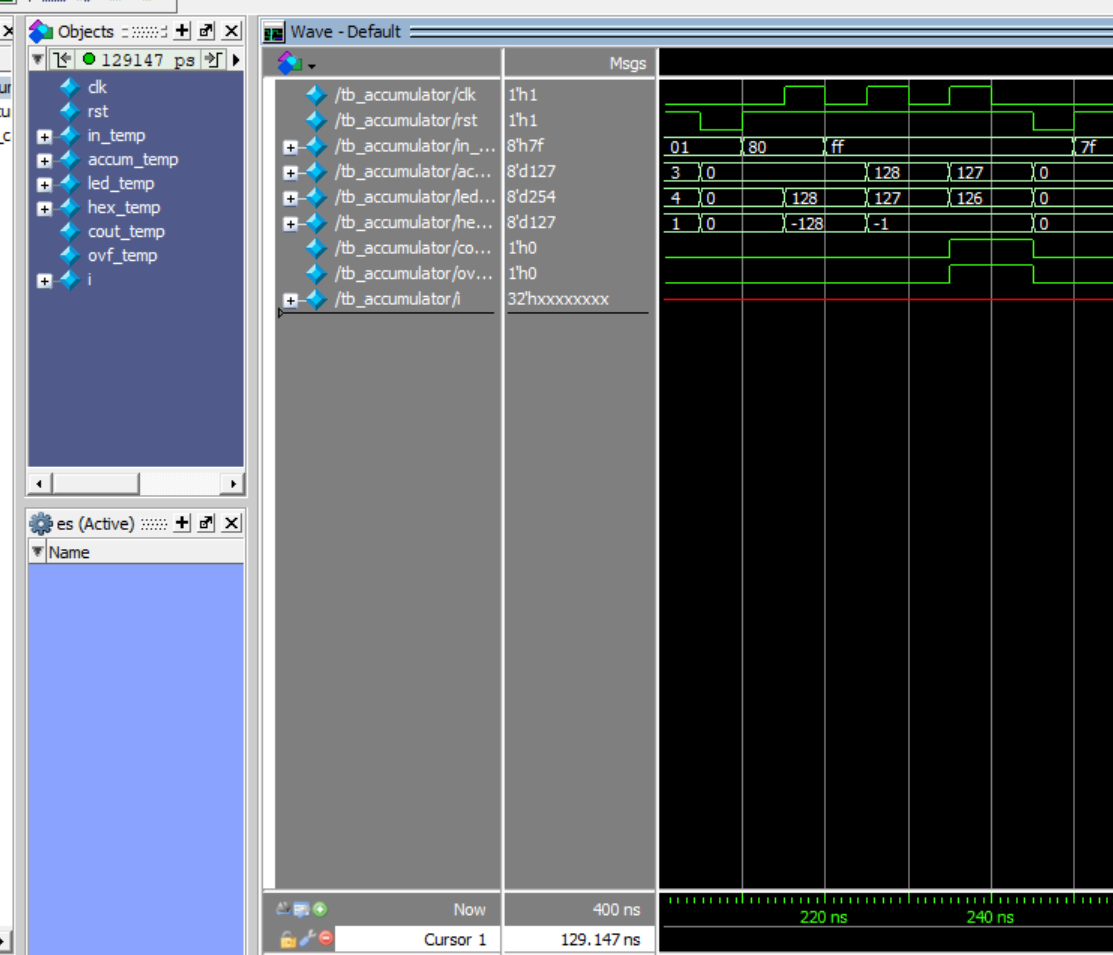 Objects
129147 ps
clk
rst
in_temp
accum_temp
led_temp
hex_temp
cout_temp
ovf_temp
i
es (Active)
Name
Wave - Default
Msgs
/tb_accumulator/clk 1'h1
/tb_accumulator/rst 1'h1
/tb_accumulator/in_... 8'h7f 01 80 ff 7f
/tb_accumulator/ac... 8'd127 3 0 128 127 0
/tb_accumulator/led... 8'd254 4 0 128 127 126 0
/tb_accumulator/he... 8'd127 1 0 -128 -1 0
/tb_accumulator/co... 1'h0
/tb_accumulator/ov... 1'h0
/tb_accumulator/i 32'hxxxxxxxx
Now 400 ns 220 ns 240 ns
Cursor 1 129.147 ns